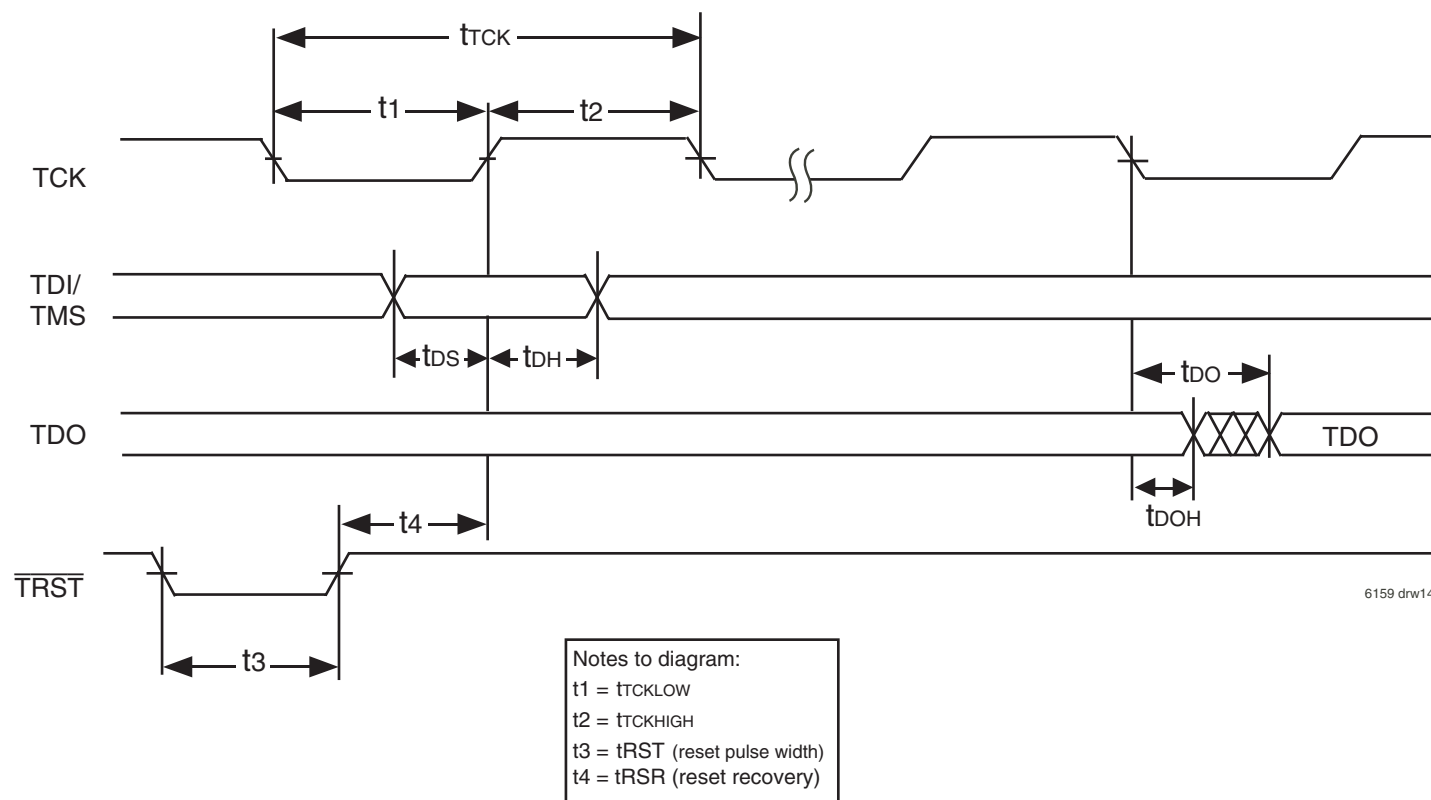 tTCK
t1
t2
TCK
TDI/
TMS
tDS
tDH
tDO
TDO
TDO
tDOH
t4
TRST
6159 drw14
t3
Notes to diagram:
t1 = tTCKLOW
t2 = tTCKHIGH
t3 = tRST (reset pulse width)
t4 = tRSR (reset recovery)